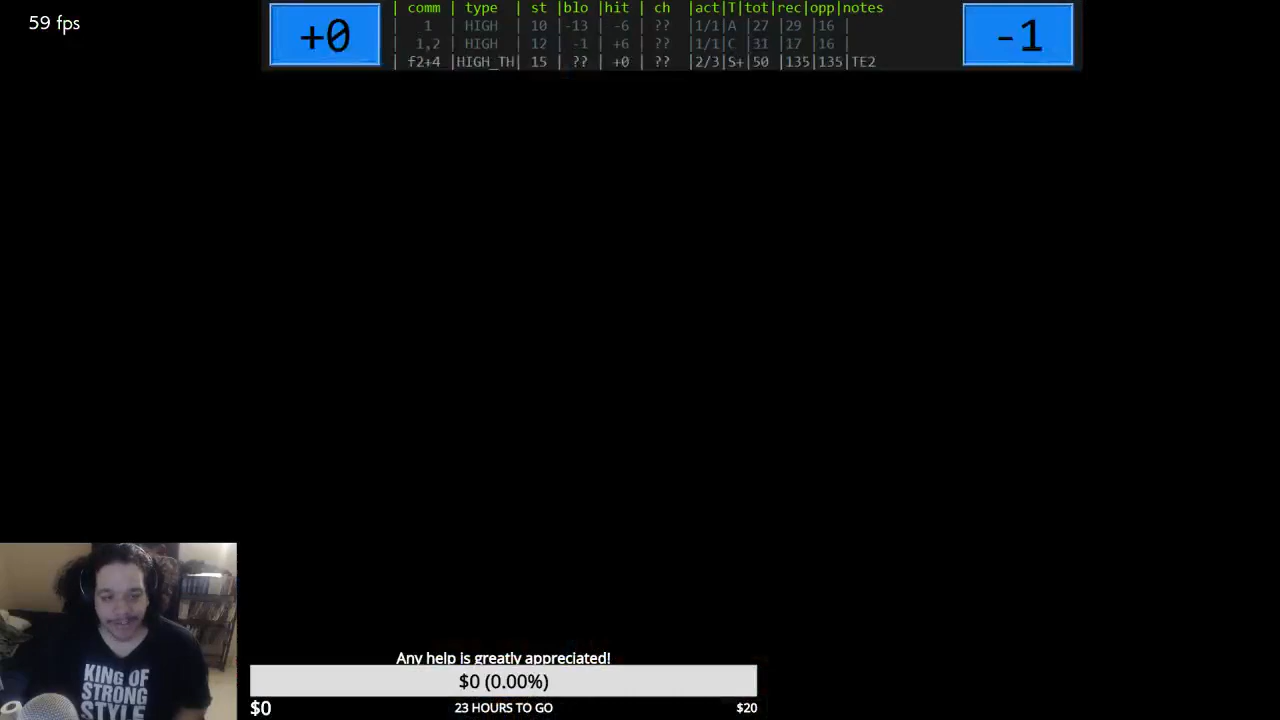 59 fps
+0
| comm | type | st |blo |hit | ch |act|T|tot|rec|opp|notes
| 1 | HIGH | 10 |-13 | -6 | ?? |1/1|A |27 |29 |16 |
| 1,2 | HIGH | 12 | -1 | +6 | ?? |1/1|C |31 |17 |16 |
| f2+4 |HIGH_TH| 15 | ?? | +0 | ?? |2/3|S+|50 |135|135|TE2
-1
KING OF
STRONG
STYLE
Any help is greatly appreciated!
$0 (0.00%)
$0 23 HOURS TO GO $20